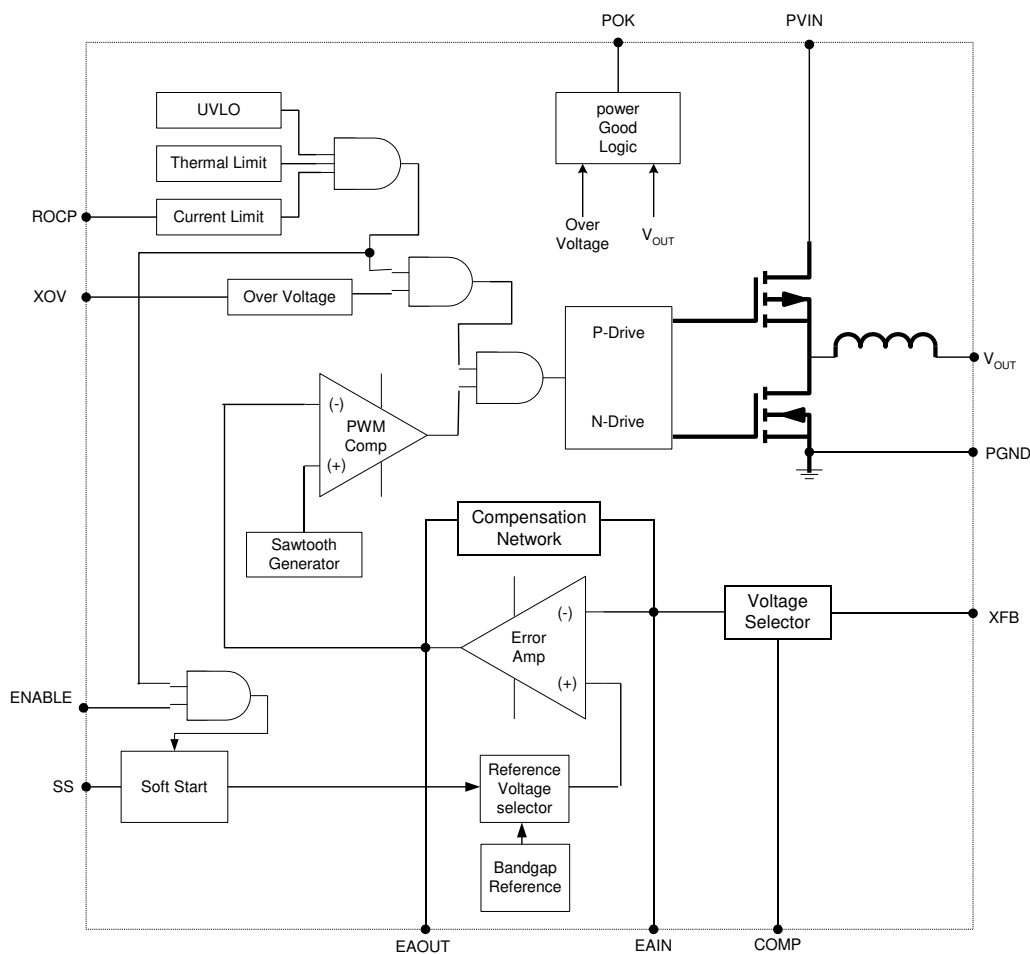 POK
PVIN
UVLO
power
Good
Logic
Thermal Limit
ROCP
Current Limit
Over
Voltage
VOUT
XOV
Over Voltage
P-Drive
VOUT
(-)
PWM
Comp
N-Drive
(+)
PGND
Compensation
Network
Sawtooth
Generator
Voltage
Selector
(-)
XFB
Error
Amp
(+)
ENABLE
Reference
Voltage
selector
SS
Soft Start
Bandgap
Reference
EAOUT
EAIN
COMP